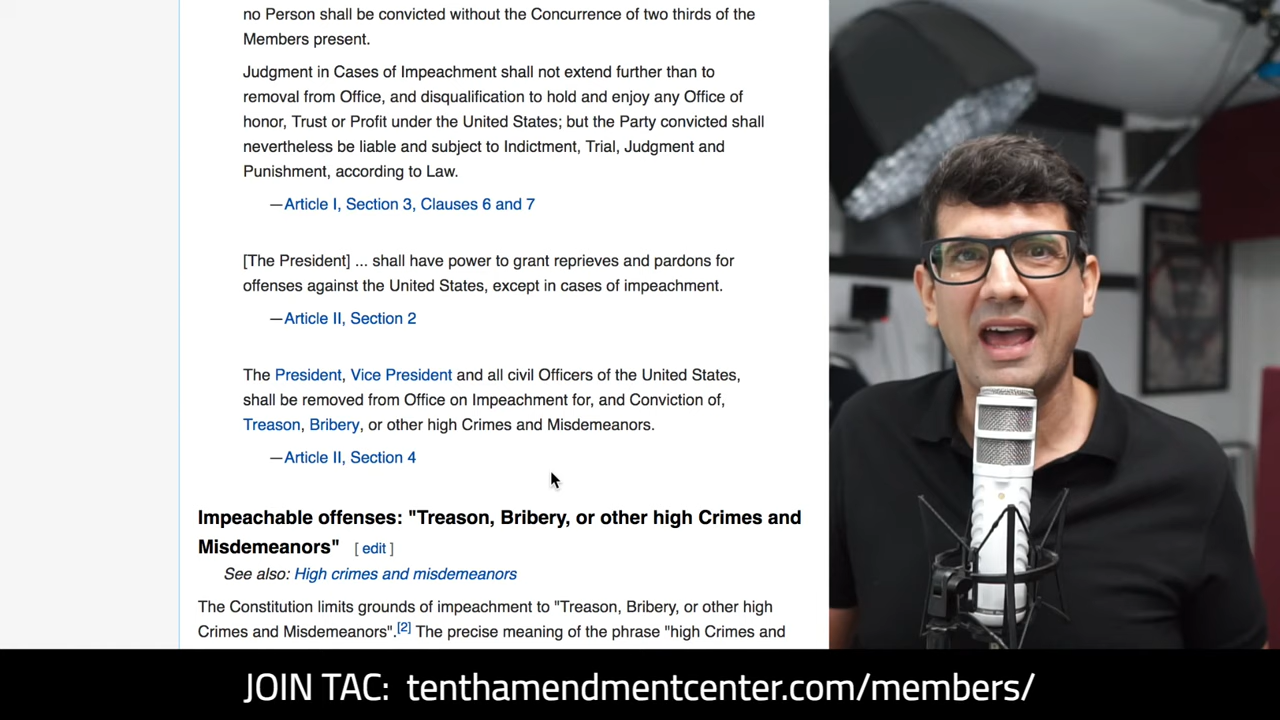 no Person shall be convicted without the Concurrence of two thirds of the
Members present.
Judgment in Cases of Impeachment shall not extend further than to
removal from Office, and disqualification to hold and enjoy any Office of
honor, Trust or Profit under the United States; but the Party convicted shall
nevertheless be liable and subject to Indictment, Trial, Judgment and
Punishment, according to Law.
—Article I, Section 3, Clauses 6 and 7
[The President] ... shall have power to grant reprieves and pardons for
offenses against the United States, except in cases of impeachment.
—Article II, Section 2
The President, Vice President and all civil Officers of the United States,
shall be removed from Office on Impeachment for, and Conviction of,
Treason, Bribery, or other high Crimes and Misdemeanors.
—Article II, Section 4
Impeachable offenses: "Treason, Bribery, or other high Crimes and
Misdemeanors" [ edit ]
See also: High crimes and misdemeanors
The Constitution limits grounds of impeachment to "Treason, Bribery, or other high
Crimes and Misdemeanors".[2] The precise meaning of the phrase "high Crimes and
JOIN TAC: tenthamendmentcenter.com/members/